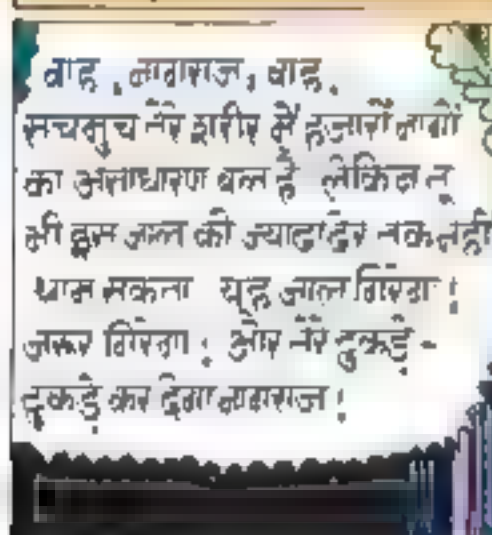 वाह, नागराज, वाह,
सचमुच तेरे शरीर में हजारों नागों
का असाधारण बल है लेकिन तू
भी इस जाल को ज्यादा देर तक नहीं
थाम सकता यह जाल गिरेगा!
जरूर गिरेगा! और तेरे टुकड़े-
टुकड़े कर देगा नागराज!